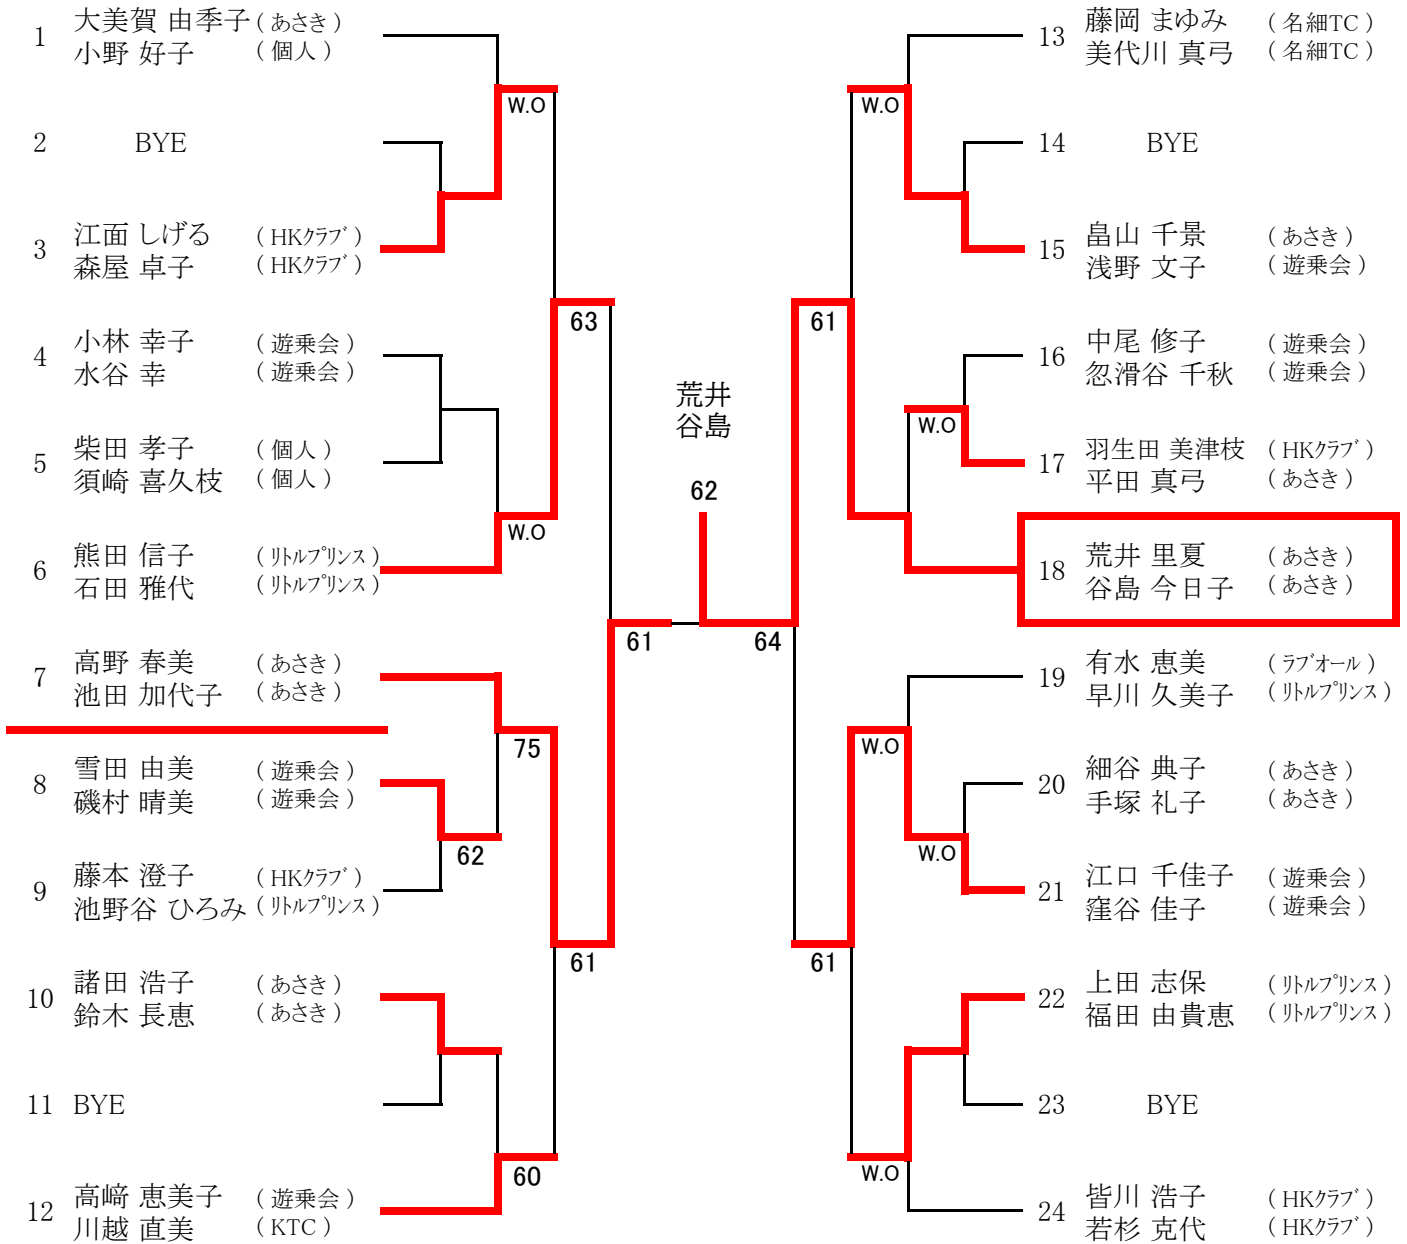 1 大美賀 由季子 ( あさき )
小野 好子 ( 個人 )
W.O
2 BYE
3 江面 しげる ( HKクラブ )
森屋 卓子 ( HKクラブ )
63
4 小林 幸子 ( 遊乗会 )
水谷 幸 ( 遊乗会 )
5 柴田 孝子 ( 個人 )
須崎 喜久枝 ( 個人 )
W.O
6 熊田 信子 ( リトルプリンス )
石田 雅代 ( リトルプリンス )
61
7 高野 春美 ( あさき )
池田 加代子 ( あさき )
75
8 雪田 由美 ( 遊乗会 )
磯村 晴美 ( 遊乗会 )
62
9 藤本 澄子 ( HKクラブ )
池野谷 ひろみ ( リトルプリンス )
61
10 諸田 浩子 ( あさき )
鈴木 長恵 ( あさき )
11 BYE
60
12 高﨑 恵美子 ( 遊乗会 )
川越 直美 ( KTC )
荒井
谷島
62
13 藤岡 まゆみ ( 名細TC )
美代川 真弓 ( 名細TC )
W.O
14 BYE
15 畠山 千景 ( あさき )
浅野 文子 ( 遊乗会 )
61
16 中尾 修子 ( 遊乗会 )
忽滑谷 千秋 ( 遊乗会 )
W.O
17 羽生田 美津枝 ( HKクラブ )
平田 真弓 ( あさき )
18 荒井 里夏 ( あさき )
谷島 今日子 ( あさき )
64
19 有水 恵美 ( ラブオール )
早川 久美子 ( リトルプリンス )
W.O
20 細谷 典子 ( あさき )
手塚 礼子 ( あさき )
W.O
21 江口 千佳子 ( 遊乗会 )
窪谷 佳子 ( 遊乗会 )
61
22 上田 志保 ( リトルプリンス )
福田 由貴恵 ( リトルプリンス )
23 BYE
W.O
24 皆川 浩子 ( HKクラブ )
若杉 克代 ( HKクラブ )